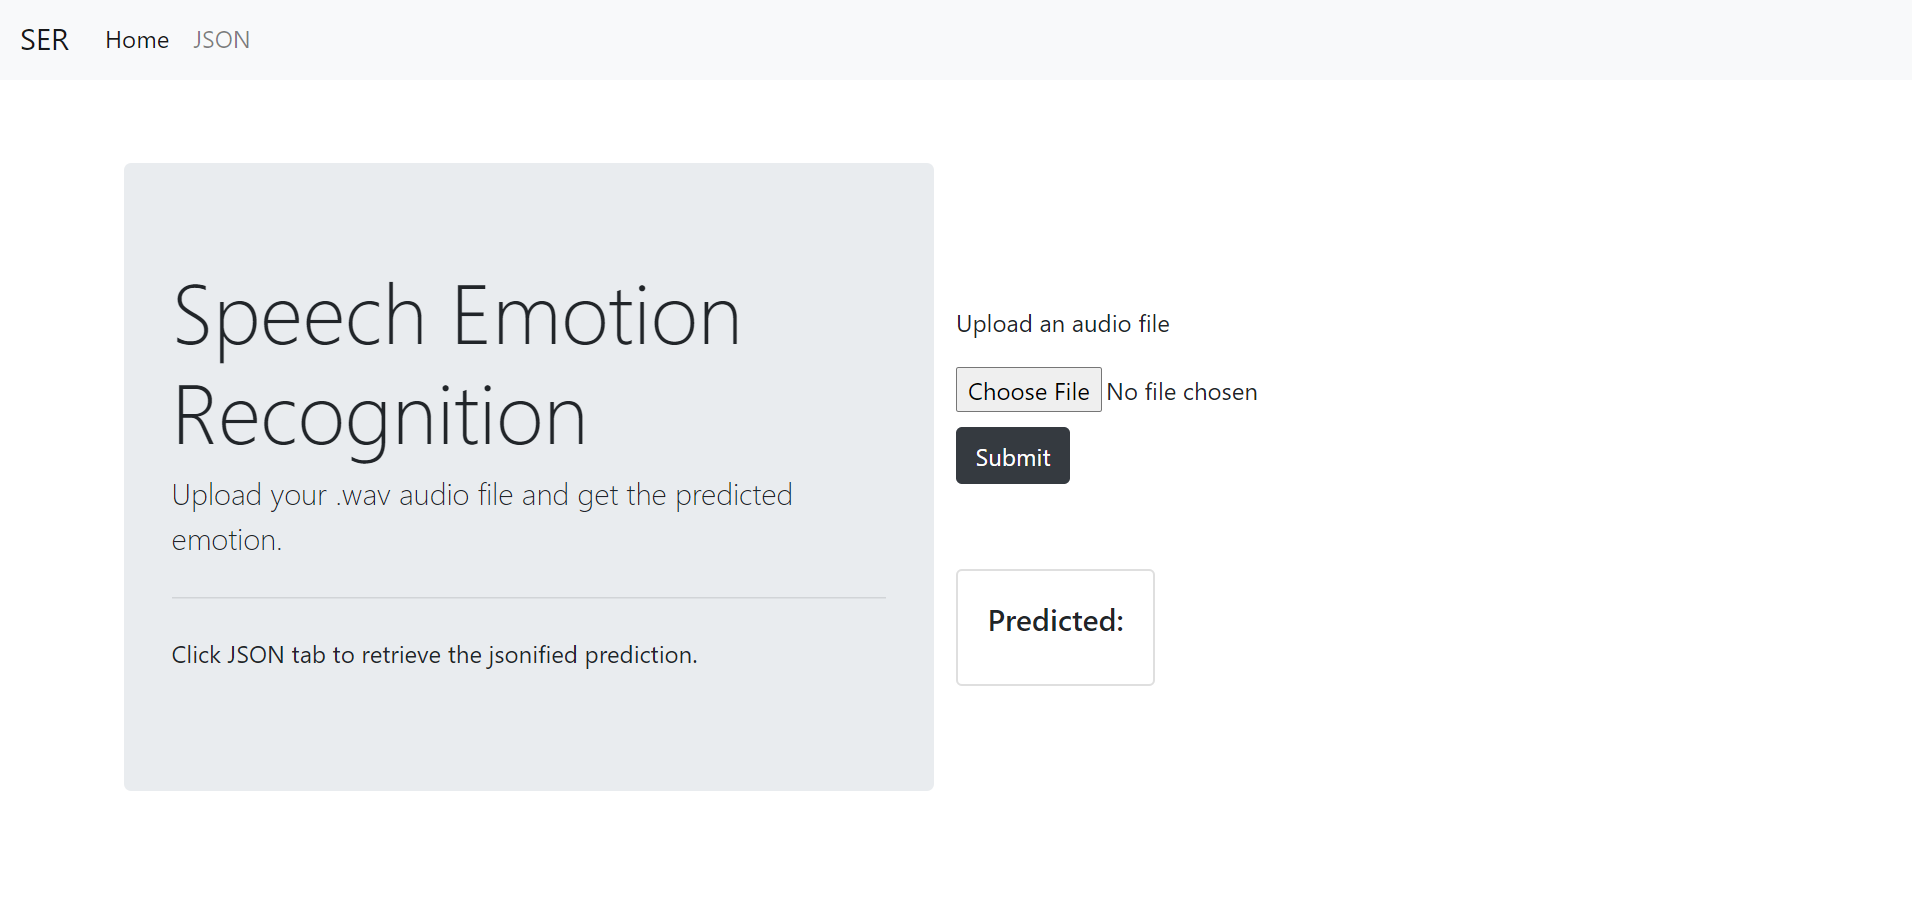 SER Home JSON
Speech Emotion
Recognition
Upload your .wav audio file and get the predicted
emotion.
Click JSON tab to retrieve the jsonified prediction.
Upload an audio file
Choose File No file chosen
Submit
Predicted: